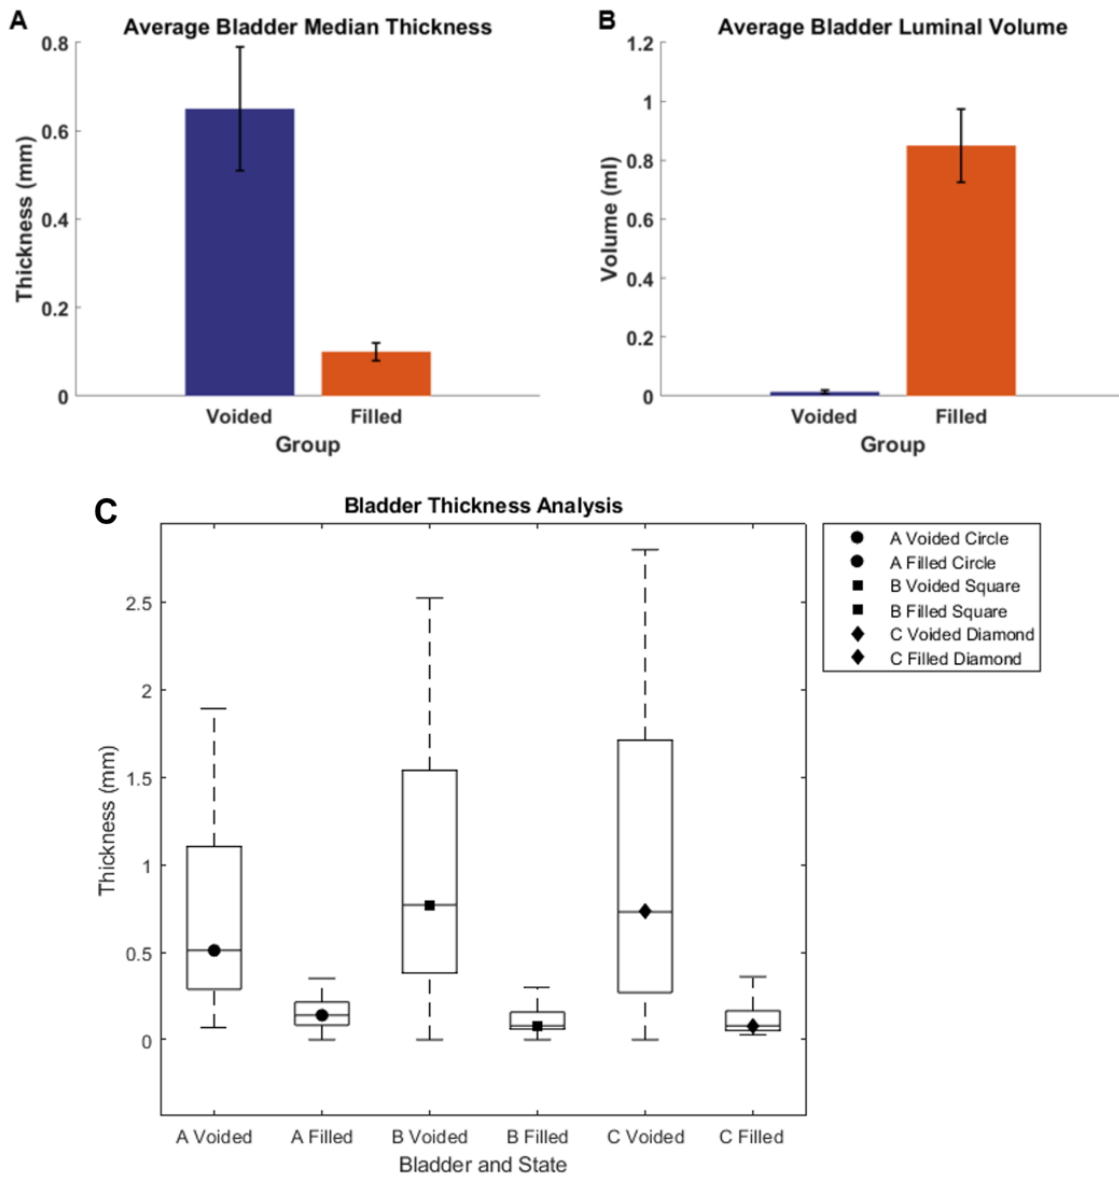 A
Average Bladder Median Thickness
0.8
0.6
0.4
0.2
0
Thickness (mm)
Voided Filled
Group
B
Average Bladder Luminal Volume
1.2
1
0.8
0.6
0.4
0.2
0
Volume (ml)
Voided Filled
Group
C
Bladder Thickness Analysis
2.5
2
1.5
1
0.5
0
Thickness (mm)
A Voided A Filled B Voided B Filled C Voided C Filled
Bladder and State
A Voided Circle
A Filled Circle
B Voided Square
B Filled Square
C Voided Diamond
C Filled Diamond